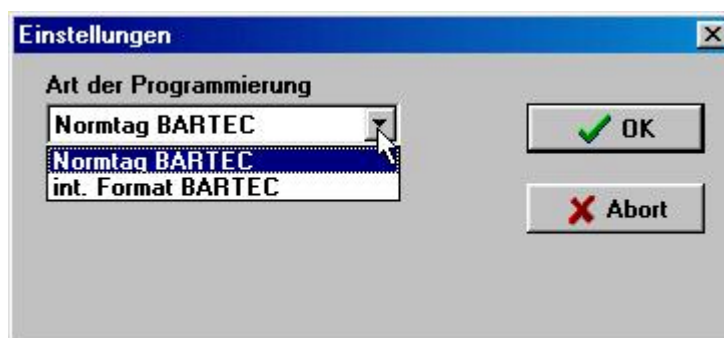 Einstellungen
Art der Programmierung
Normtag BARTEC
Normtag BARTEC
int. Format BARTEC
OK
Abort